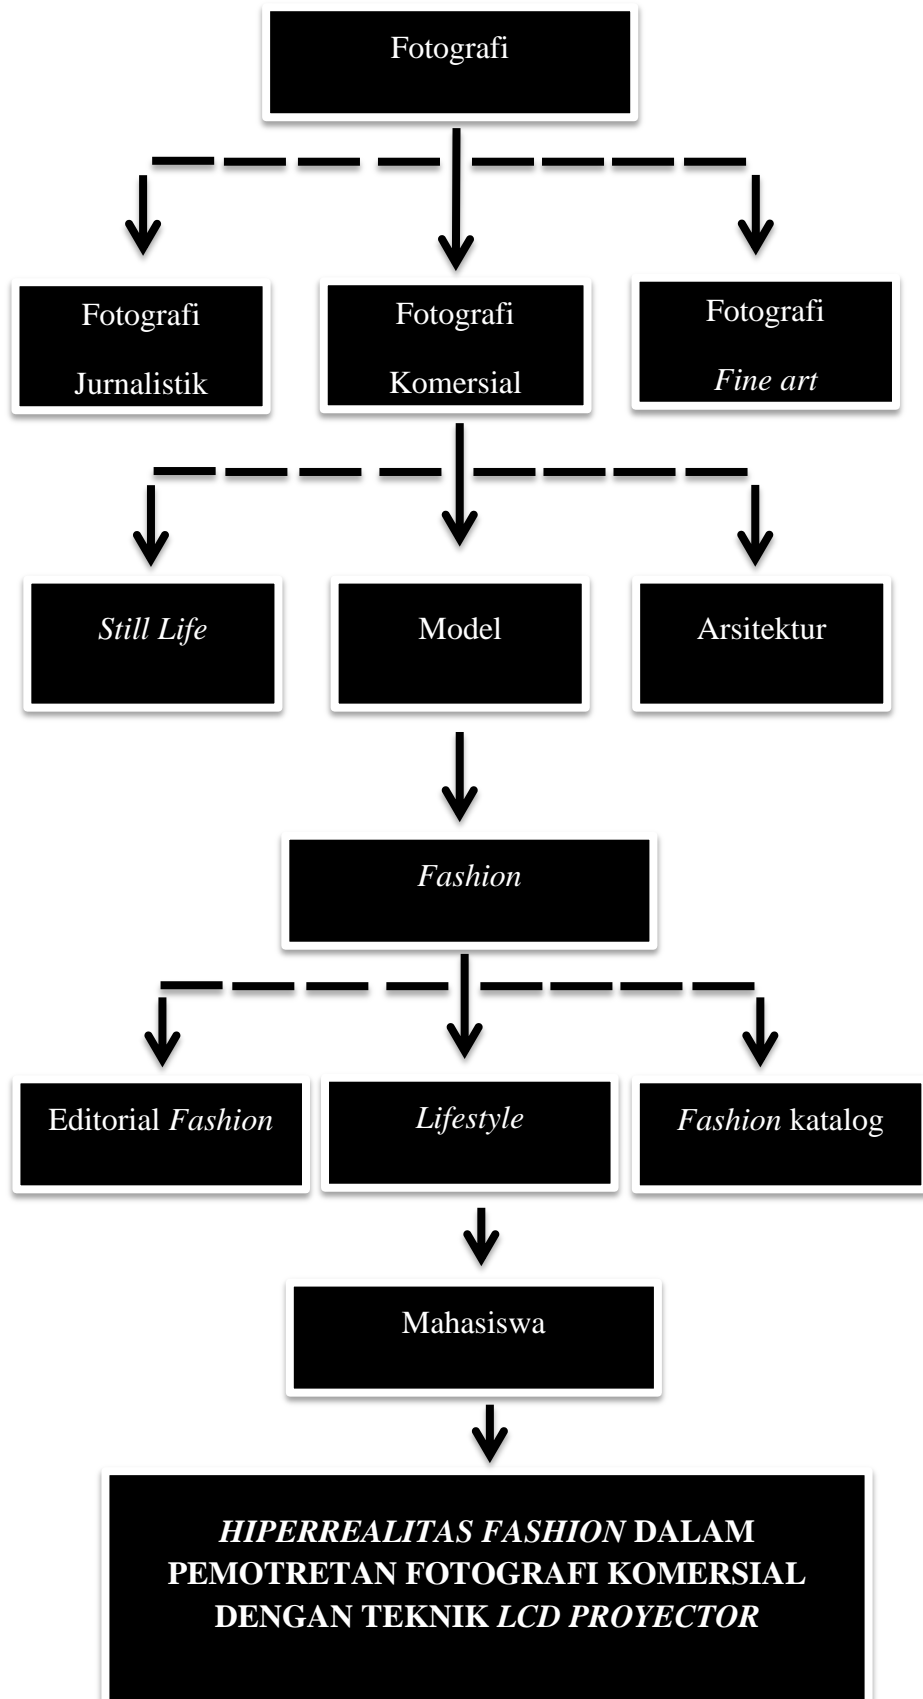 Fotografi
Fotografi
Jurnalistik
Fotografi
Komersial
Fotografi
Fine art
Still Life
Model
Arsitektur
Fashion
Editorial Fashion
Lifestyle
Fashion katalog
Mahasiswa
HIPERREALITAS FASHION DALAM
PEMOTRETAN FOTOGRAFI KOMERSIAL
DENGAN TEKNIK LCD PROYECTOR